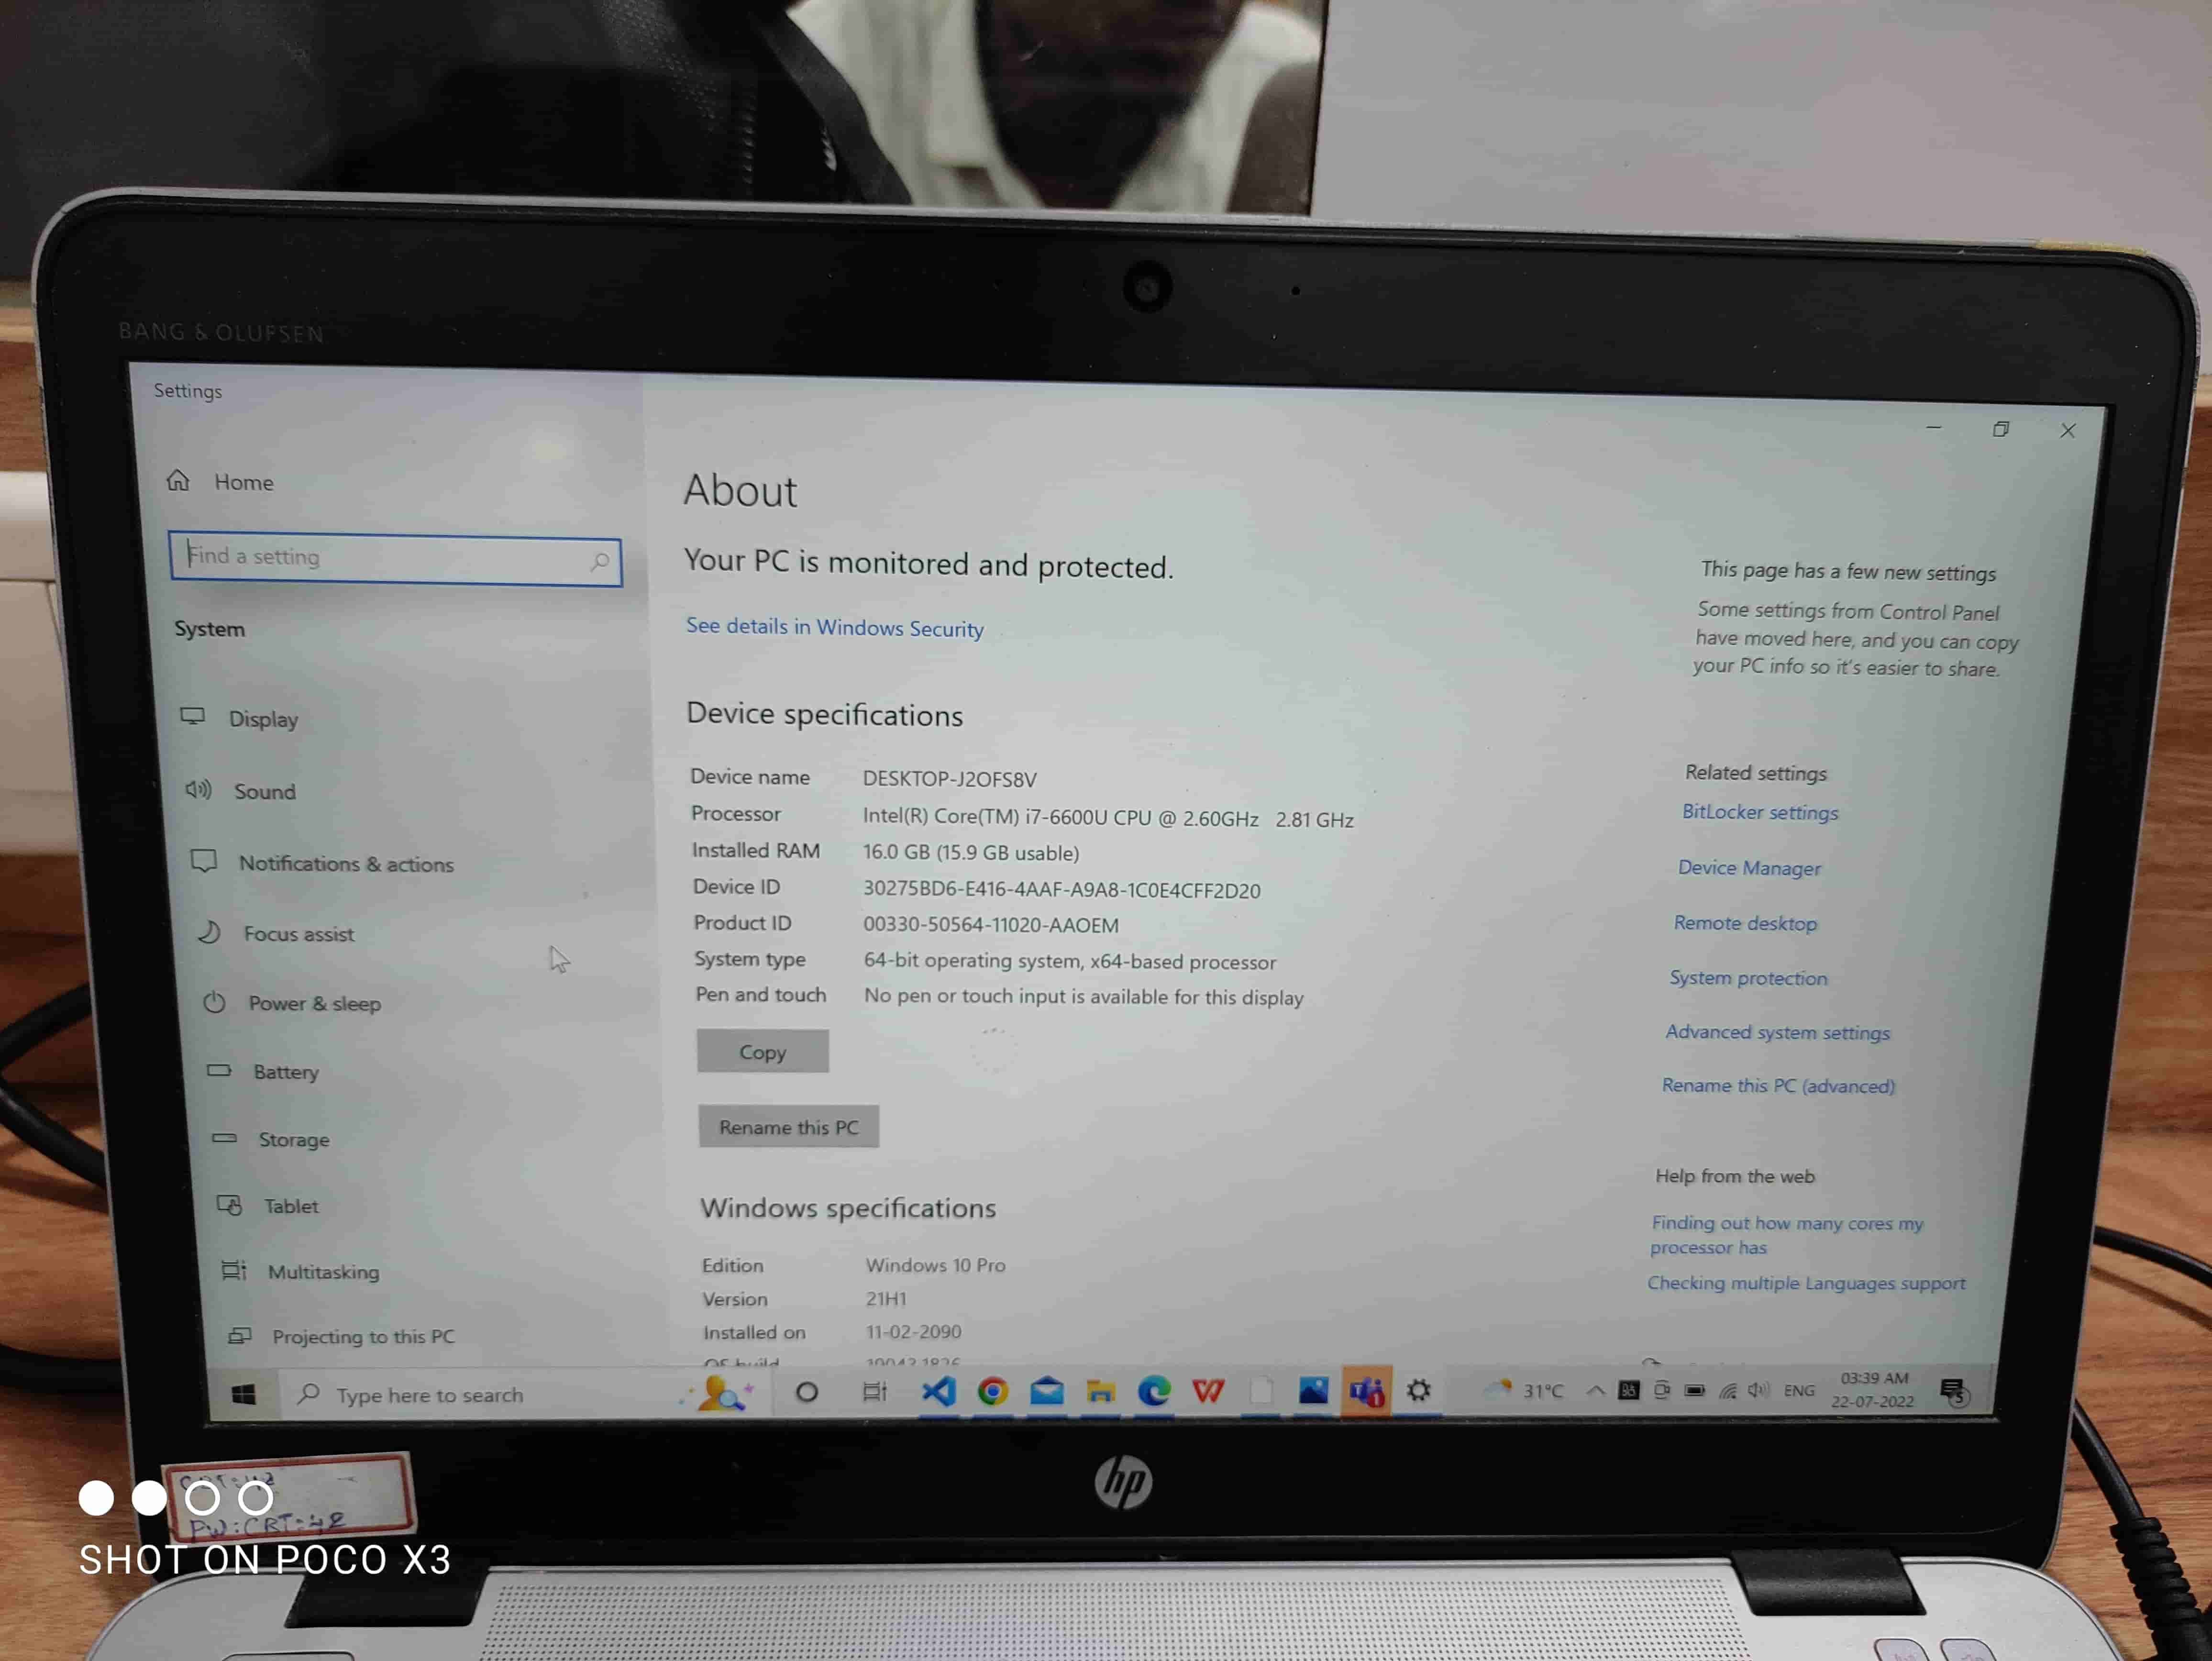 BANG & OLUFSEN
Settings
Home
Find a setting
System
Display
Sound
Notifications & actions
Focus assist
Power & sleep
Battery
Storage
Tablet
Multitasking
Projecting to this PC
About
Your PC is monitored and protected.
See details in Windows Security
Device specifications
Device name DESKTOP-J2OFS8V
Processor Intel(R) Core(TM) i7-6600U CPU @ 2.60GHz 2.81 GHz
Installed RAM 16.0 GB (15.9 GB usable)
Device ID 30275BD6-E416-4AAF-A9A8-1C0E4CFF2D20
Product ID 00330-50564-11020-AAOEM
System type 64-bit operating system, x64-based processor
Pen and touch No pen or touch input is available for this display
Copy
Rename this PC
Windows specifications
Edition Windows 10 Pro
Version 21H1
Installed on 11-02-2090
OS build
This page has a few new settings
Some settings from Control Panel
have moved here, and you can copy
your PC info so it's easier to share.
Related settings
BitLocker settings
Device Manager
Remote desktop
System protection
Advanced system settings
Rename this PC (advanced)
Help from the web
Finding out how many cores my
processor has
Checking multiple Languages support
Type here to search
31°C
ENG
03:39 AM
22-07-2022
hp
PW:CRT:42
SHOT ON POCO X3